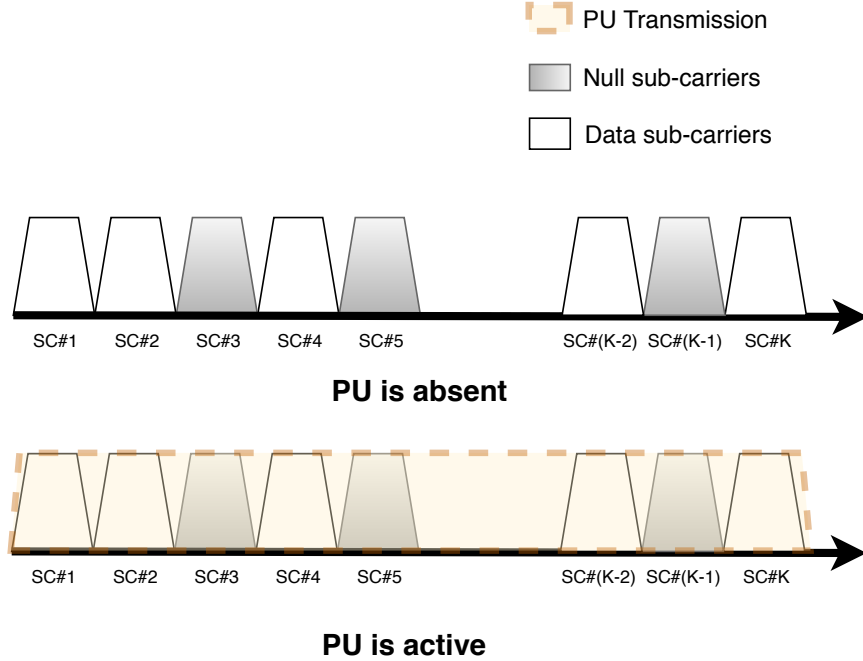 PU Transmission
Null sub-carriers
Data sub-carriers
SC#1 SC#2 SC#3 SC#4 SC#5 SC#(K-2) SC#(K-1) SC#K
PU is absent
SC#1 SC#2 SC#3 SC#4 SC#5 SC#(K-2) SC#(K-1) SC#K
PU is active